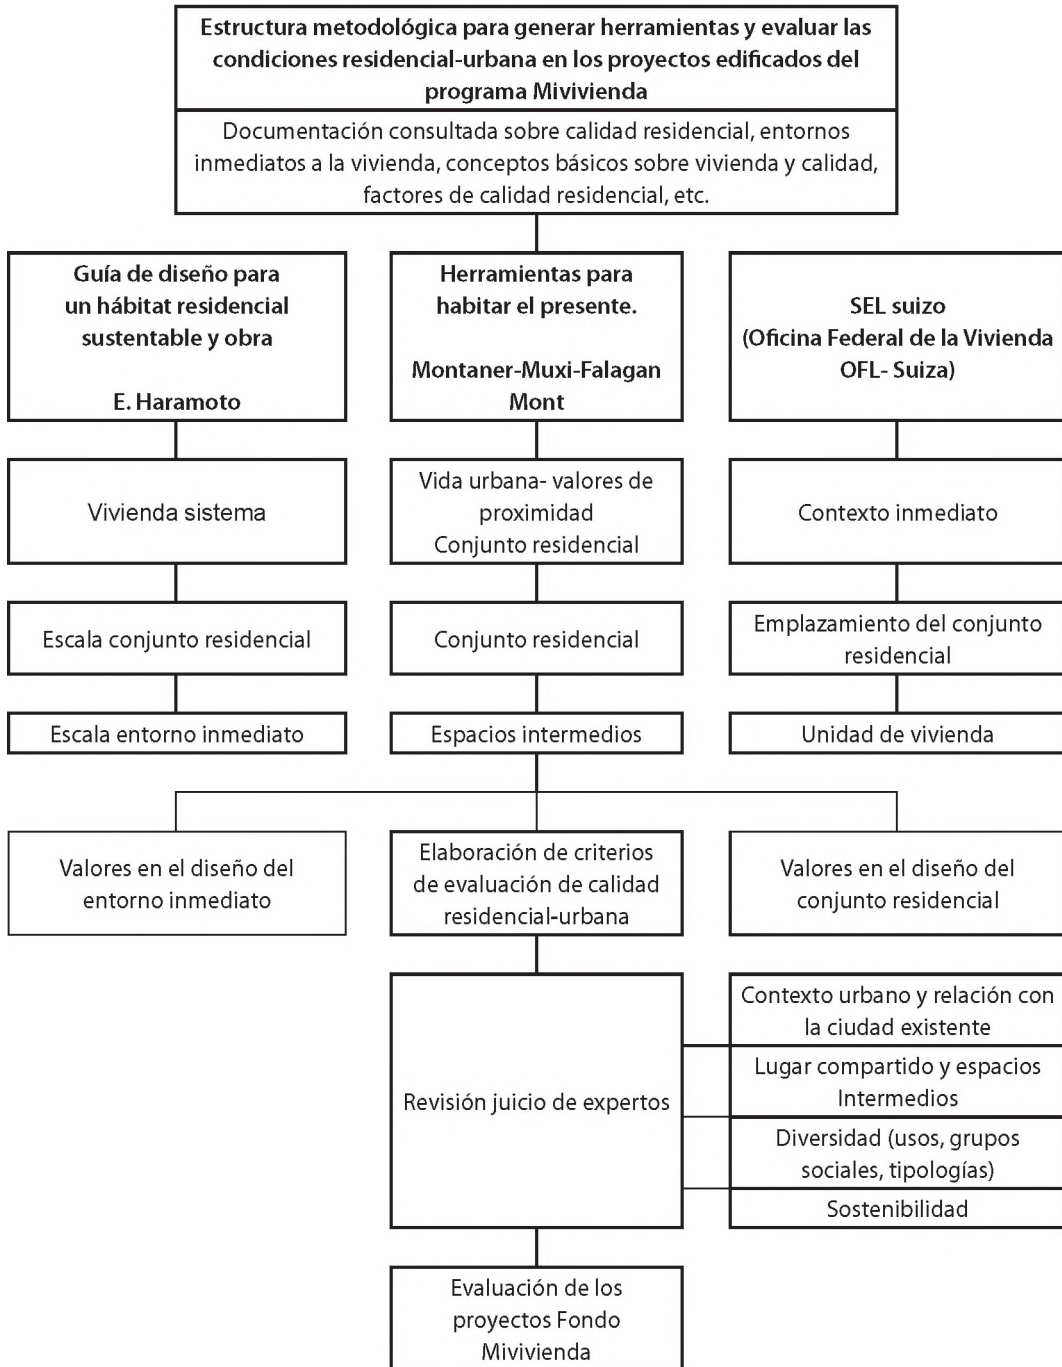 Estructura metodológica para generar herramientas y evaluar las
condiciones residencial-urbana en los proyectos edificados del
programa Mivivienda
Documentación consultada sobre calidad residencial, entornos
inmediatos a la vivienda, conceptos básicos sobre vivienda y calidad,
factores de calidad residencial, etc.
Guía de diseño para
un hábitat residencial
sustentable y obra
E. Haramoto
Herramientas para
habitar el presente.
Montaner-Muxi-Falagan
Mont
SEL suizo
(Oficina Federal de la Vivienda
OFL- Suiza)
Vivienda sistema
Vida urbana- valores de
proximidad
Conjunto residencial
Contexto inmediato
Escala conjunto residencial
Conjunto residencial
Emplazamiento del conjunto
residencial
Escala entorno inmediato
Espacios intermedios
Unidad de vivienda
Valores en el diseño del
entorno inmediato
Elaboración de criterios
de evaluación de calidad
residencial-urbana
Valores en el diseño del
conjunto residencial
Revisión juicio de expertos
Contexto urbano y relación con
la ciudad existente
Lugar compartido y espacios
Intermedios
Diversidad (usos, grupos
sociales, tipologías)
Sostenibilidad
Evaluación de los
proyectos Fondo
Mivivienda